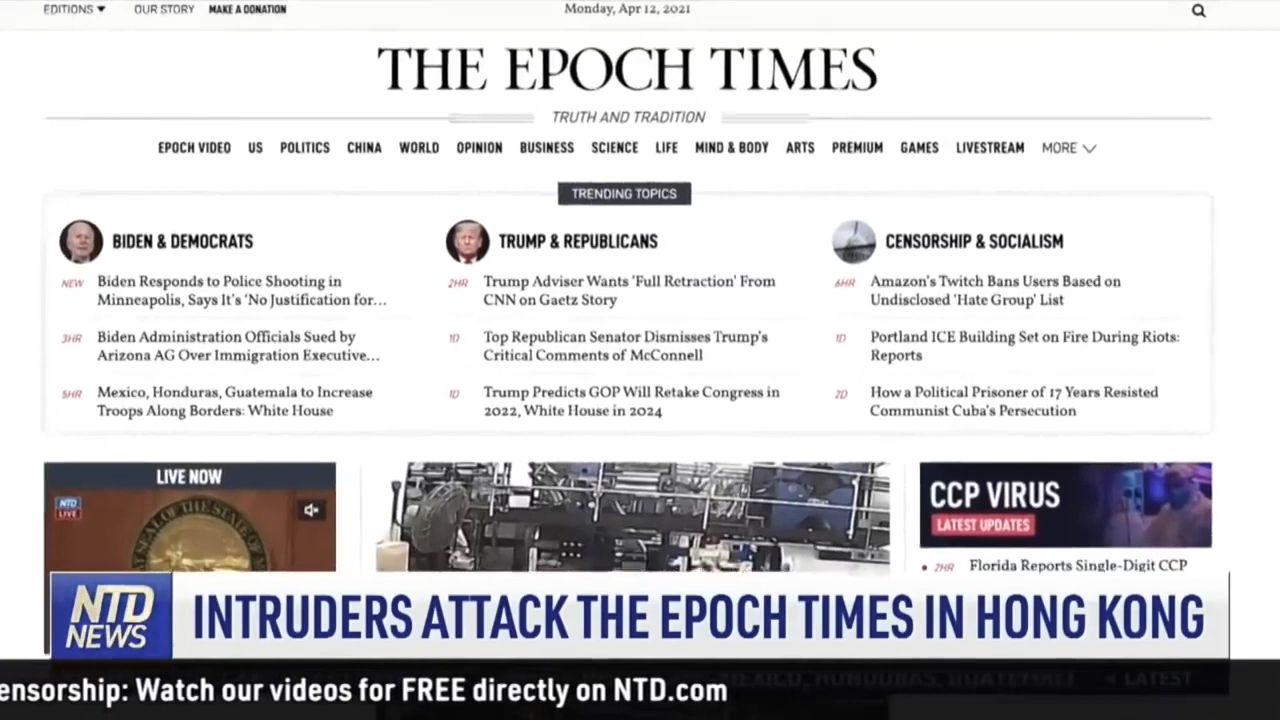 EDITIONS
OUR STORY
MAKE A DONATION
Monday, Apr 12, 2021
THE EPOCH TIMES
TRUTH AND TRADITION
EPOCH VIDEO US POLITICS CHINA WORLD OPINION BUSINESS SCIENCE LIFE MIND & BODY ARTS PREMIUM GAMES LIVESTREAM MORE
TRENDING TOPICS
BIDEN & DEMOCRATS
NEW Biden Responds to Police Shooting in
Minneapolis, Says It's 'No Justification for...
3HR Biden Administration Officials Sued by
Arizona AG Over Immigration Executive...
5HR Mexico, Honduras, Guatemala to Increase
Troops Along Borders: White House
TRUMP & REPUBLICANS
2HR Trump Adviser Wants 'Full Retraction' From
CNN on Gaetz Story
1D Top Republican Senator Dismisses Trump's
Critical Comments of McConnell
1D Trump Predicts GOP Will Retake Congress in
2022, White House in 2024
CENSORSHIP & SOCIALISM
6HR Amazon's Twitch Bans Users Based on
Undisclosed 'Hate Group' List
1D Portland ICE Building Set on Fire During Riots:
Reports
2D How a Political Prisoner of 17 Years Resisted
Communist Cuba's Persecution
LIVE NOW
NTD
LIVE
SEAL OF THE STATE
CCP VIRUS
LATEST UPDATES
2HR Florida Reports Single-Digit CCP
NTD
NEWS
INTRUDERS ATTACK THE EPOCH TIMES IN HONG KONG
ensorship: Watch our videos for FREE directly on NTD.com
MEXICO, HONDURAS, GUATEMALA
LATEST